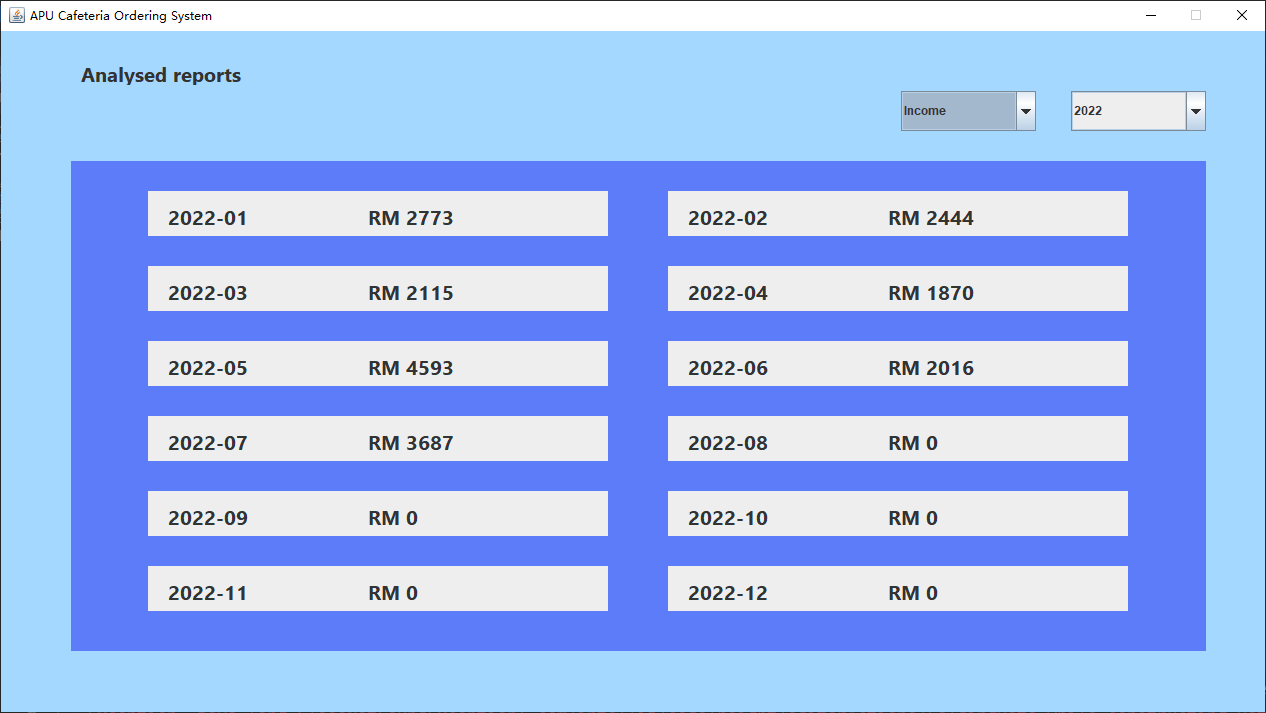 APU Cafeteria Ordering System
Analysed reports
Income 2022
2022-01 RM 2773 2022-02 RM 2444
2022-03 RM 2115 2022-04 RM 1870
2022-05 RM 4593 2022-06 RM 2016
2022-07 RM 3687 2022-08 RM 0
2022-09 RM 0 2022-10 RM 0
2022-11 RM 0 2022-12 RM 0